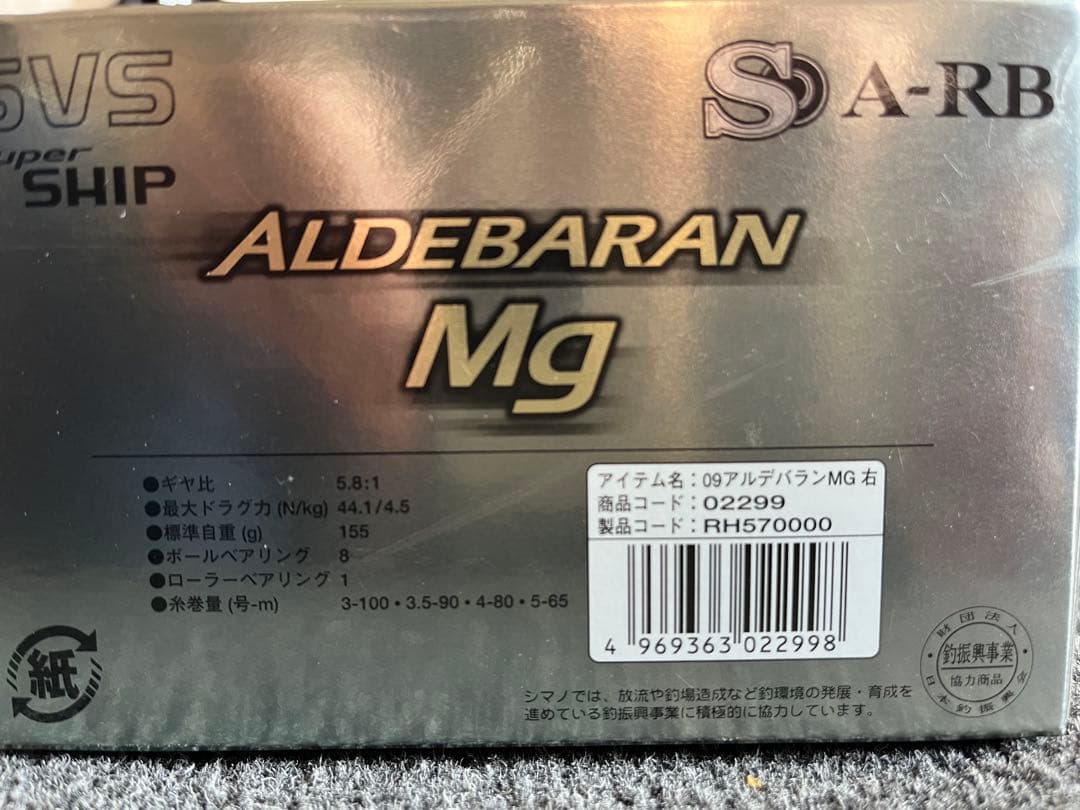 SVS
uper
SHIP
S A-RB
ALDEBARAN
Mg
●ギヤ比 5.8:1
●最大ドラグ力 (N/kg) 44.1/4.5
●標準自重 (g) 155
●ボールベアリング 8
●ローラーベアリング 1
●糸巻量 (号-m) 3-100・3.5-90・4-80・5-65
アイテム名：09アルデバランMG 右
商品コード：02299
製品コード：RH570000
4 969363 022998
紙
シマノでは、放流や釣場造成など釣環境の発展・育成を
進めている釣振興事業に積極的に協力しています。
財団法人
釣振興事業
協力商品
日本釣振興会